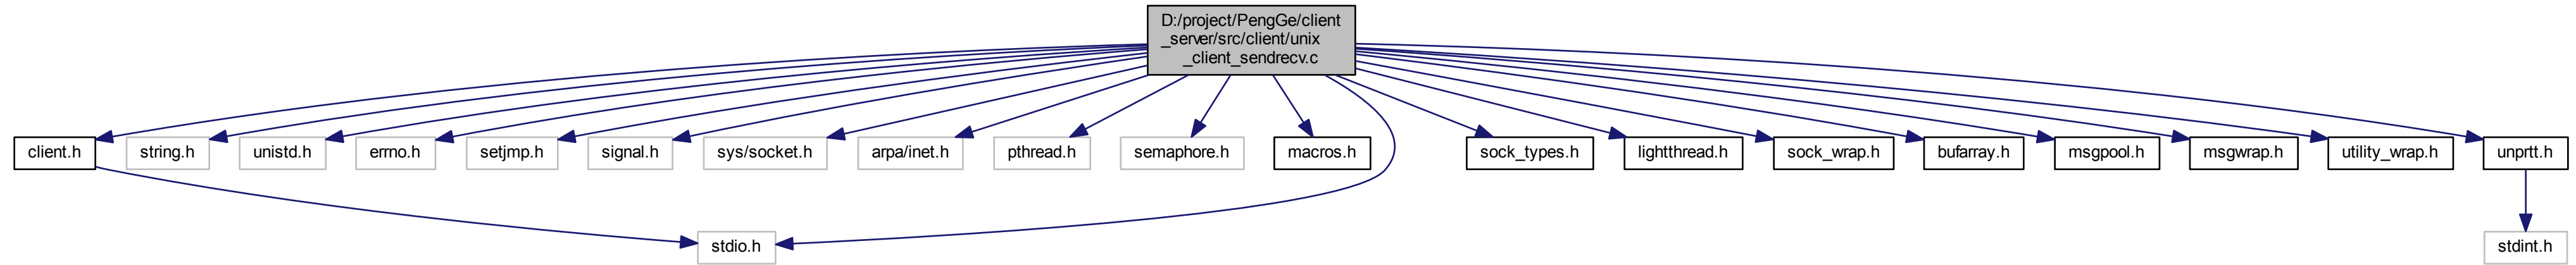 D:/project/PengGe/client
_server/src/client/unix
_client_sendrecv.c
client.h
string.h
unistd.h
errno.h
setjmp.h
signal.h
sys/socket.h
arpa/inet.h
pthread.h
semaphore.h
macros.h
sock_types.h
lightthread.h
sock_wrap.h
bufarray.h
msgpool.h
msgwrap.h
utility_wrap.h
unprtt.h
stdio.h
stdint.h